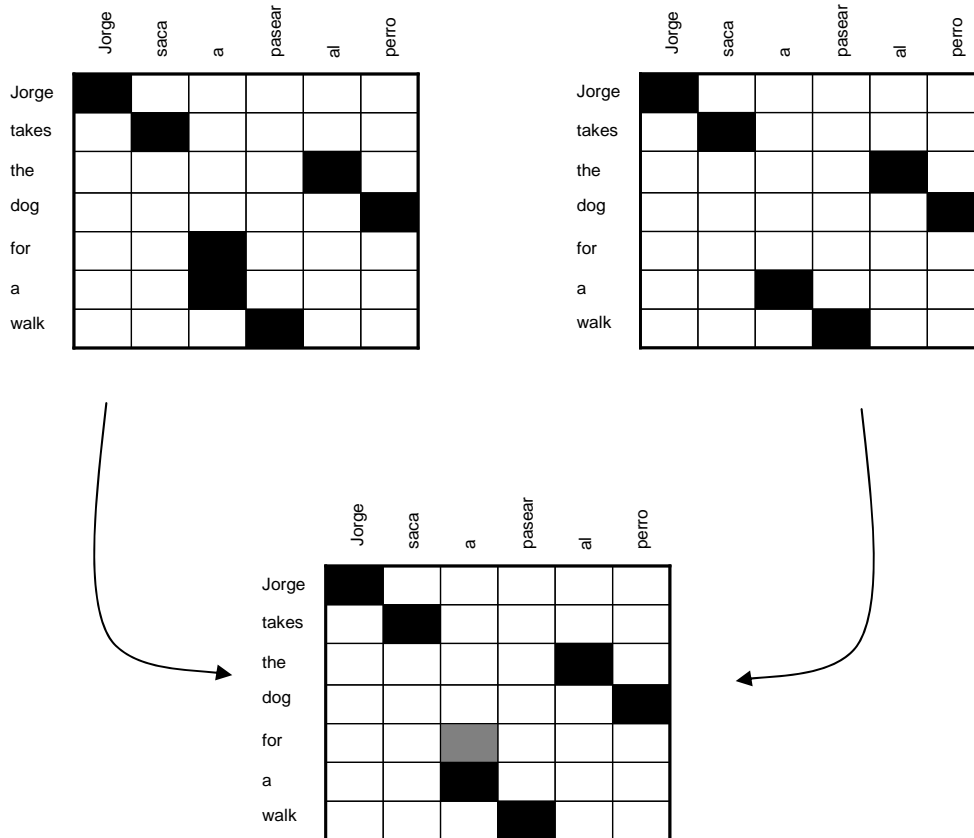 Jorge saca a pasear al perro
Jorge
takes
the
dog
for
a
walk
Jorge saca a pasear al perro
Jorge
takes
the
dog
for
a
walk
Jorge saca a pasear al perro
Jorge
takes
the
dog
for
a
walk